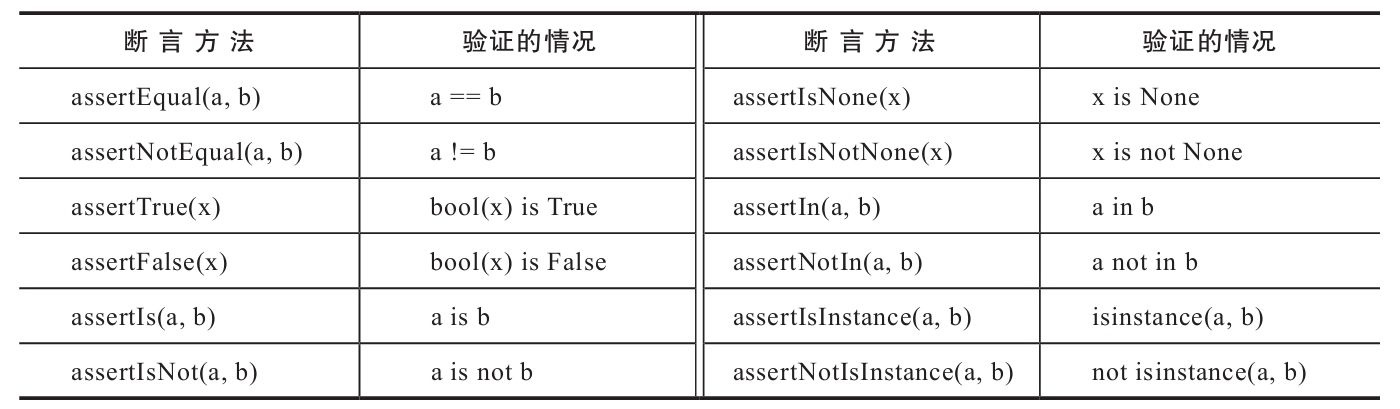 断言方法 验证的情况 断言方法 验证的情况
assertEqual(a, b) a == b assertIsNone(x) x is None
assertNotEqual(a, b) a != b assertIsNotNone(x) x is not None
assertTrue(x) bool(x) is True assertIn(a, b) a in b
assertFalse(x) bool(x) is False assertNotIn(a, b) a not in b
assertIs(a, b) a is b assertIsInstance(a, b) isinstance(a, b)
assertIsNot(a, b) a is not b assertNotIsInstance(a, b) not isinstance(a, b)